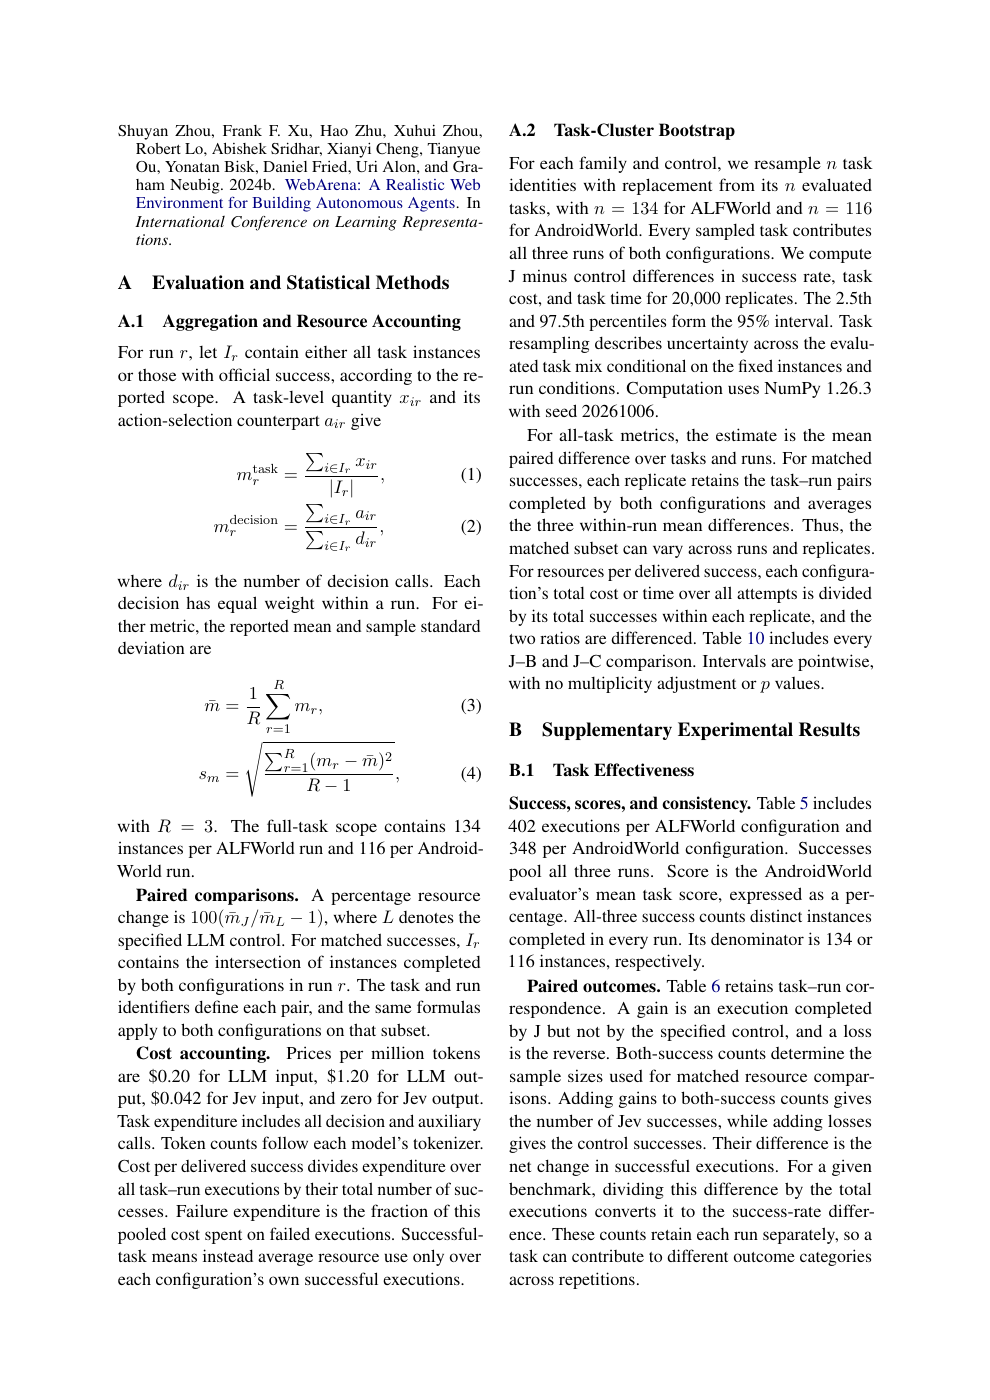 Shuyan Zhou, Frank F. Xu, Hao Zhu, Xuhui Zhou,
Robert Lo, Abishek Sridhar, Xianyi Cheng, Tianyue
Ou, Yonatan Bisk, Daniel Fried, Uri Alon, and Gra-
ham Neubig. 2024b. WebArena: A Realistic Web
Environment for Building Autonomous Agents. In
International Conference on Learning Representa-
tions.
A Evaluation and Statistical Methods
A.1 Aggregation and Resource Accounting
For run r, let I_r contain either all task instances
or those with official success, according to the re-
ported scope. A task-level quantity x_{ir} and its
action-selection counterpart a_{ir} give
m_r^{task} = \frac{\sum_{i∈I_r} x_{ir}}{|I_r|}, (1)
m_r^{decision} = \frac{\sum_{i∈I_r} a_{ir}}{\sum_{i∈I_r} d_{ir}}, (2)
where d_{ir} is the number of decision calls. Each
decision has equal weight within a run. For ei-
ther metric, the reported mean and sample standard
deviation are
\bar{m} = \frac{1}{R} \sum_{r=1}^{R} m_r, (3)
s_m = \sqrt{\frac{\sum_{r=1}^{R} (m_r − \bar{m})^2}{R − 1}}, (4)
with R = 3. The full-task scope contains 134
instances per ALFWorld run and 116 per Android-
World run.
Paired comparisons. A percentage resource
change is 100(\bar{m}_J/\bar{m}_L − 1), where L denotes the
specified LLM control. For matched successes, I_r
contains the intersection of instances completed
by both configurations in run r. The task and run
identifiers define each pair, and the same formulas
apply to both configurations on that subset.
Cost accounting. Prices per million tokens
are $0.20 for LLM input, $1.20 for LLM out-
put, $0.042 for Jev input, and zero for Jev output.
Task expenditure includes all decision and auxiliary
calls. Token counts follow each model's tokenizer.
Cost per delivered success divides expenditure over
all task–run executions by their total number of suc-
cesses. Failure expenditure is the fraction of this
pooled cost spent on failed executions. Successful-
task means instead average resource use only over
each configuration's own successful executions.
A.2 Task-Cluster Bootstrap
For each family and control, we resample n task
identities with replacement from its n evaluated
tasks, with n = 134 for ALFWorld and n = 116
for AndroidWorld. Every sampled task contributes
all three runs of both configurations. We compute
J minus control differences in success rate, task
cost, and task time for 20,000 replicates. The 2.5th
and 97.5th percentiles form the 95% interval. Task
resampling describes uncertainty across the evalu-
ated task mix conditional on the fixed instances and
run conditions. Computation uses NumPy 1.26.3
with seed 20261006.
For all-task metrics, the estimate is the mean
paired difference over tasks and runs. For matched
successes, each replicate retains the task–run pairs
completed by both configurations and averages
the three within-run mean differences. Thus, the
matched subset can vary across runs and replicates.
For resources per delivered success, each configura-
tion's total cost or time over all attempts is divided
by its total successes within each replicate, and the
two ratios are differenced. Table 10 includes every
J–B and J–C comparison. Intervals are pointwise,
with no multiplicity adjustment or p values.
B Supplementary Experimental Results
B.1 Task Effectiveness
Success, scores, and consistency. Table 5 includes
402 executions per ALFWorld configuration and
348 per AndroidWorld configuration. Successes
pool all three runs. Score is the AndroidWorld
evaluator's mean task score, expressed as a per-
centage. All-three success counts distinct instances
completed in every run. Its denominator is 134 or
116 instances, respectively.
Paired outcomes. Table 6 retains task–run cor-
respondence. A gain is an execution completed
by J but not by the specified control, and a loss
is the reverse. Both-success counts determine the
sample sizes used for matched resource compar-
isons. Adding gains to both-success counts gives
the number of Jev successes, while adding losses
gives the control successes. Their difference is the
net change in successful executions. For a given
benchmark, dividing this difference by the total
executions converts it to the success-rate differ-
ence. These counts retain each run separately, so a
task can contribute to different outcome categories
across repetitions.